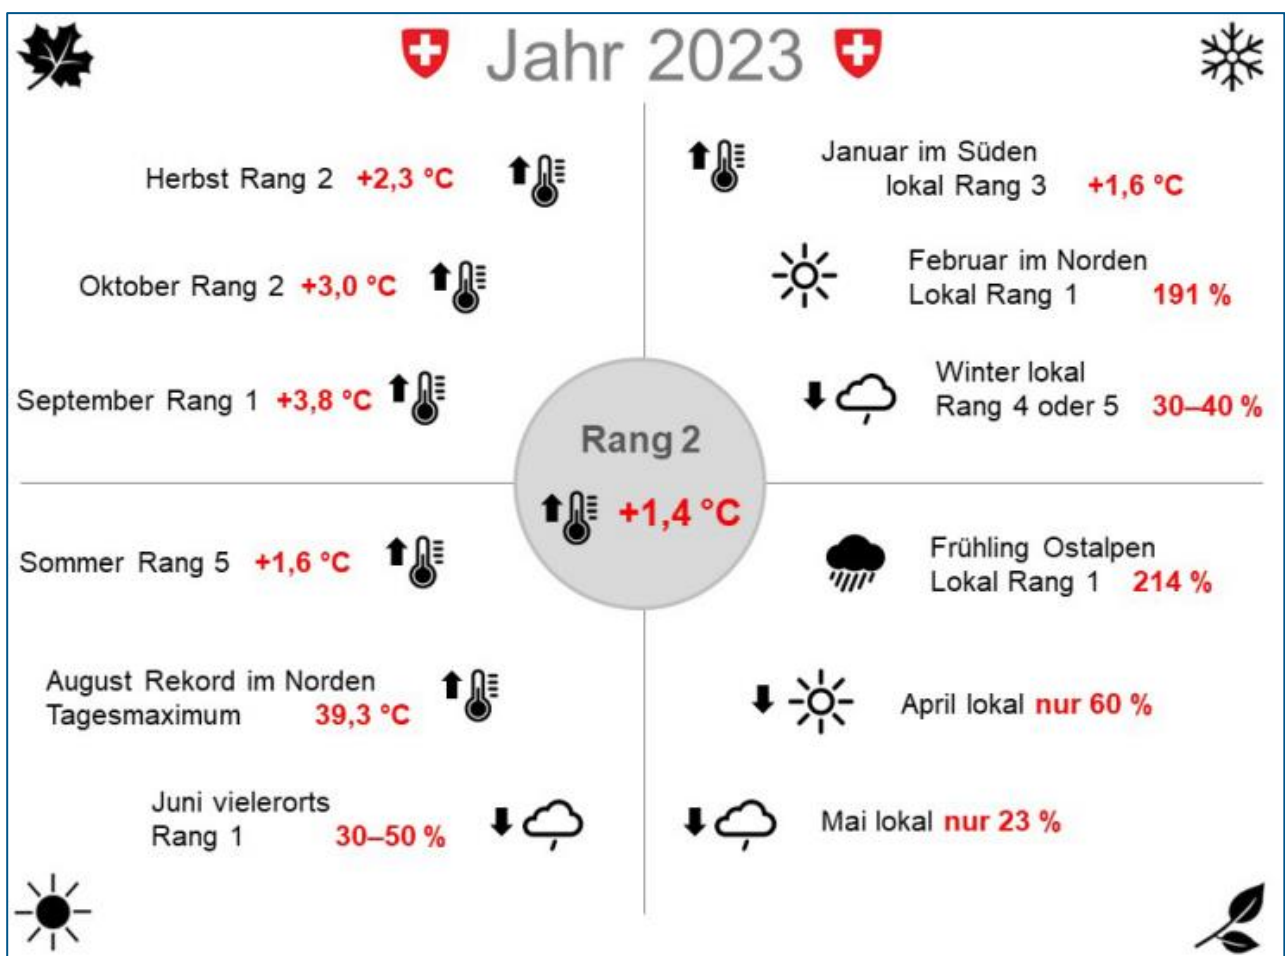 Jahr 2023
Herbst Rang 2 +2,3 °C
Oktober Rang 2 +3,0 °C
September Rang 1 +3,8 °C
Januar im Süden
lokal Rang 3 +1,6 °C
Februar im Norden
Lokal Rang 1 191 %
Winter lokal
Rang 4 oder 5 30–40 %
Rang 2
+1,4 °C
Sommer Rang 5 +1,6 °C
August Rekord im Norden
Tagesmaximum 39,3 °C
Juni vielerorts
Rang 1 30–50 %
Frühling Ostalpen
Lokal Rang 1 214 %
April lokal nur 60 %
Mai lokal nur 23 %